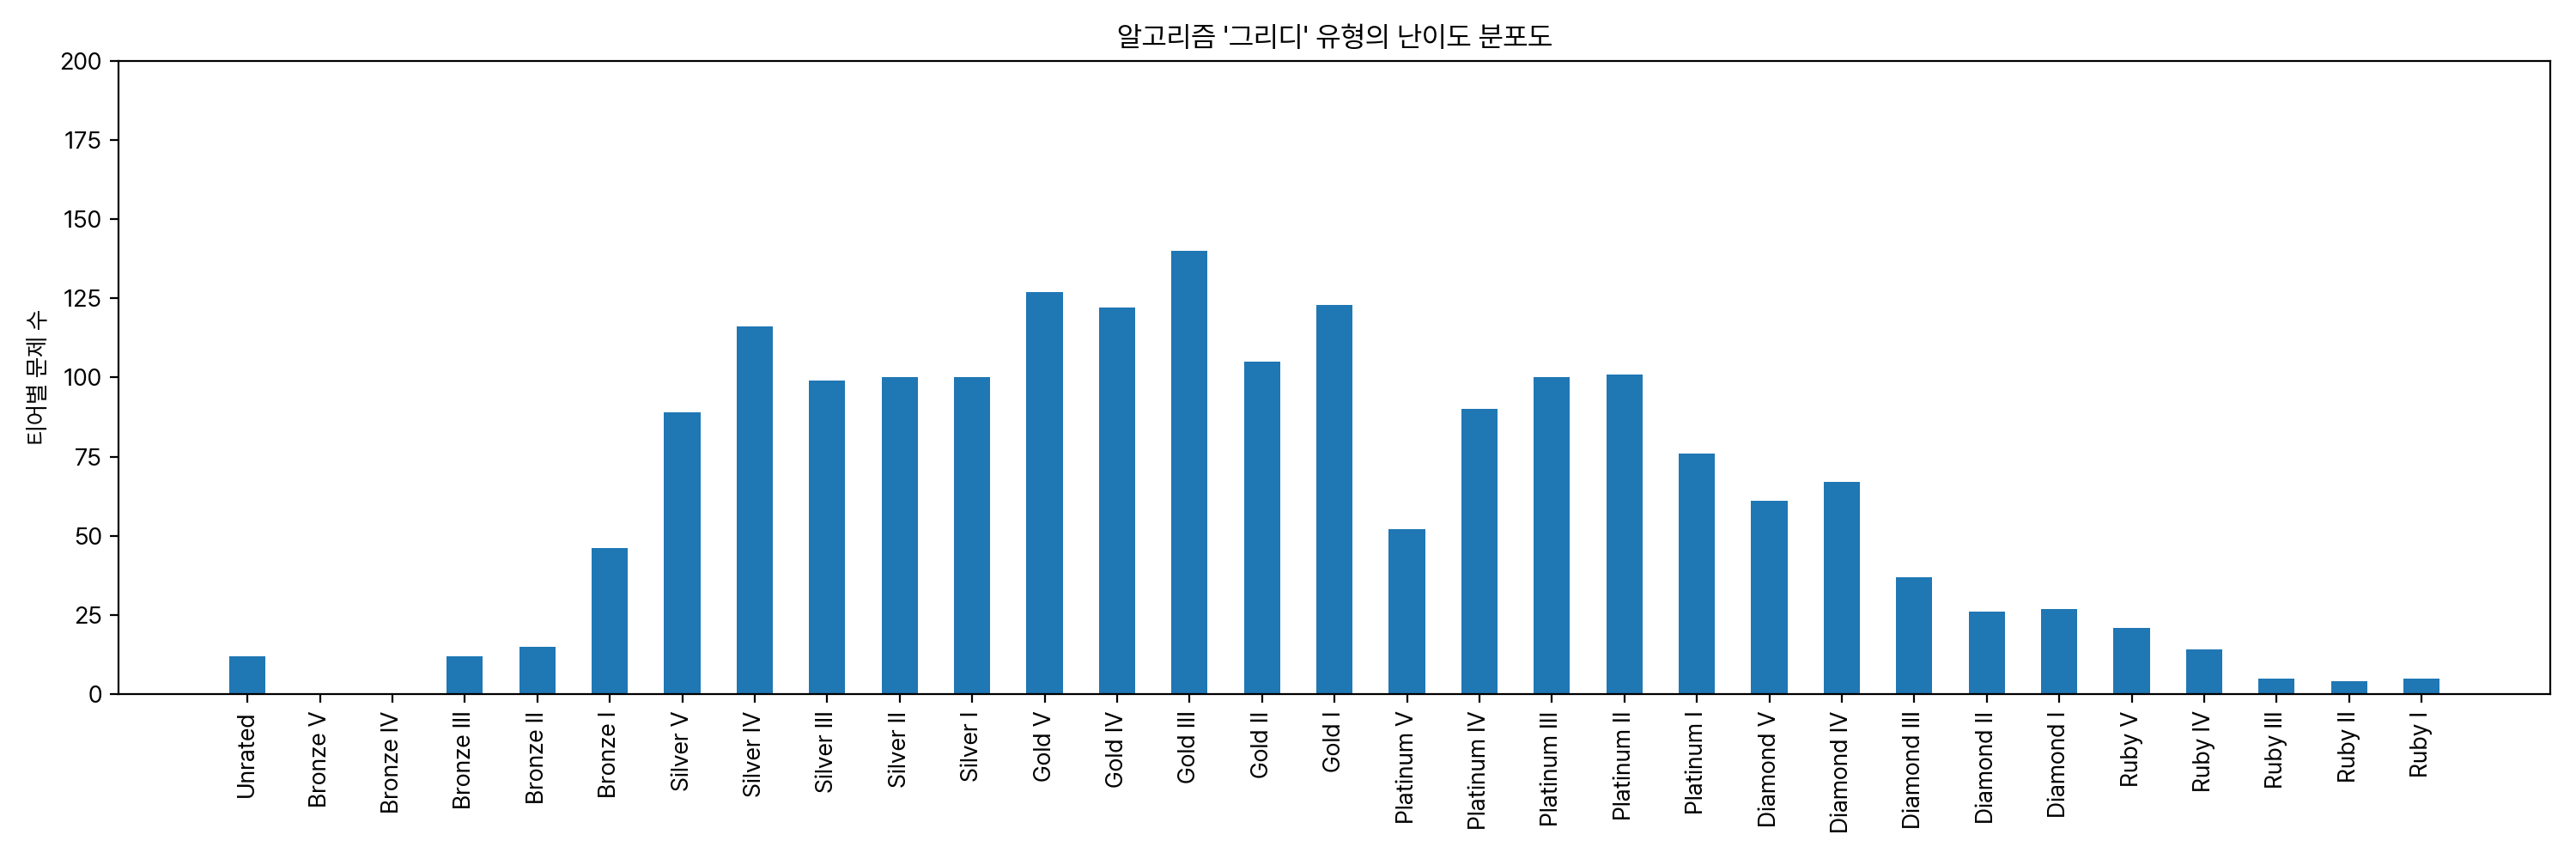 알고리즘 '그리디' 유형의 난이도 분포도
티어별 문제 수
200
175
150
125
100
75
50
25
0
Unrated
Bronze V
Bronze IV
Bronze III
Bronze II
Bronze I
Silver V
Silver IV
Silver III
Silver II
Silver I
Gold V
Gold IV
Gold III
Gold II
Gold I
Platinum V
Platinum IV
Platinum III
Platinum II
Platinum I
Diamond V
Diamond IV
Diamond III
Diamond II
Diamond I
Ruby V
Ruby IV
Ruby III
Ruby II
Ruby I